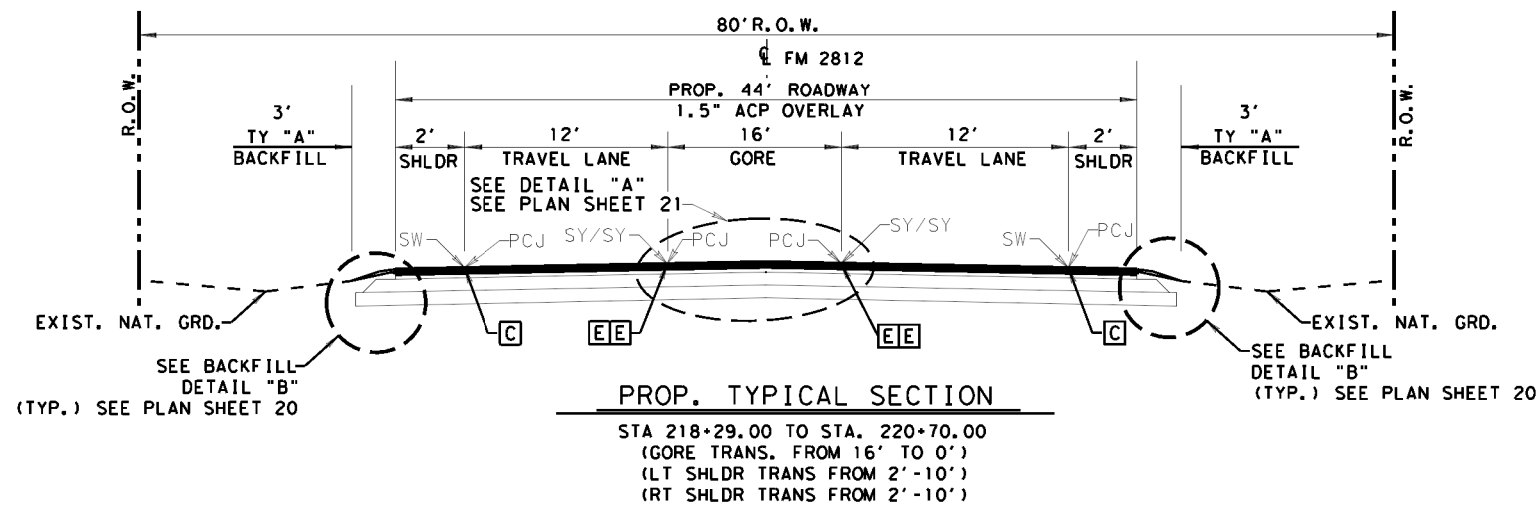 80' R.O.W.
℄ FM 2812
R.O.W.
R.O.W.
PROP. 44' ROADWAY
1.5" ACP OVERLAY
3'
TY "A"
BACKFILL
2'
SHLDR
12'
TRAVEL LANE
16'
GORE
12'
TRAVEL LANE
2'
SHLDR
3'
TY "A"
BACKFILL
SEE DETAIL "A"
SEE PLAN SHEET 21
SW
PCJ
SY/SY
PCJ
PCJ
SY/SY
SW
PCJ
EXIST. NAT. GRD.
C
E E
E E
C
EXIST. NAT. GRD.
SEE BACKFILL
DETAIL "B"
(TYP.) SEE PLAN SHEET 20
SEE BACKFILL
DETAIL "B"
(TYP.) SEE PLAN SHEET 20
PROP. TYPICAL SECTION
STA 218+29.00 TO STA. 220+70.00
(GORE TRANS. FROM 16' TO 0')
(LT SHLDR TRANS FROM 2'-10')
(RT SHLDR TRANS FROM 2'-10')